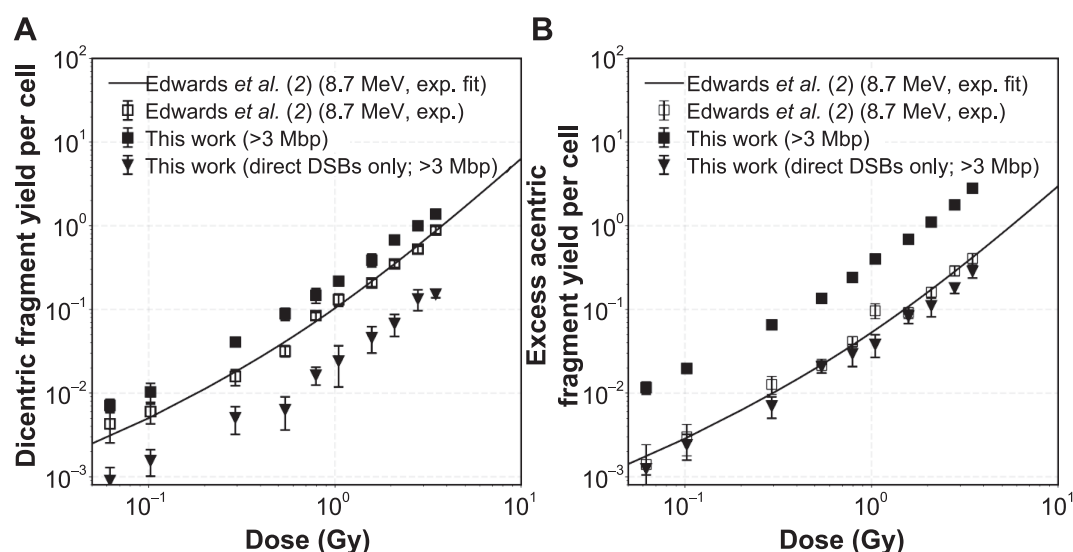 A
Dicentric fragment yield per cell
10²
10¹
10⁰
10⁻¹
10⁻²
10⁻³
Edwards et al. (2) (8.7 MeV, exp. fit)
Edwards et al. (2) (8.7 MeV, exp.)
This work (>3 Mbp)
This work (direct DSBs only; >3 Mbp)
10⁻¹
10⁰
10¹
Dose (Gy)
B
Excess acentric
fragment yield per cell
10²
10¹
10⁰
10⁻¹
10⁻²
10⁻³
Edwards et al. (2) (8.7 MeV, exp. fit)
Edwards et al. (2) (8.7 MeV, exp.)
This work (>3 Mbp)
This work (direct DSBs only; >3 Mbp)
10⁻¹
10⁰
10¹
Dose (Gy)